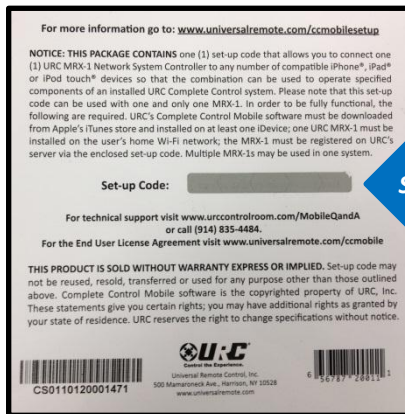 For more information go to: www.universalremote.com/ccmobilesetup
NOTICE: THIS PACKAGE CONTAINS one (1) set-up code that allows you to connect one
(1) URC MRX-1 Network System Controller to any number of compatible iPhone®, iPad®
or iPod touch® devices so that the combination can be used to operate specified
components of an installed URC Complete Control system. Please note that this set-up
code can be used with one and only one MRX-1. In order to be fully functional, the
following are required. URC's Complete Control Mobile software must be downloaded
from Apple's iTunes store and installed on at least one iDevice; one URC MRX-1 must be
installed on the user's home Wi-Fi network; the MRX-1 must be registered on URC's
server via the enclosed set-up code. Multiple MRX-1s may be used in one system.
Set-up Code:
S
For technical support visit www.urccontrolroom.com/MobileQandA
or call (914) 835-4484.
For the End User License Agreement visit www.universalremote.com/ccmobile
THIS PRODUCT IS SOLD WITHOUT WARRANTY EXPRESS OR IMPLIED. Set-up code may
not be reused, resold, transferred or used for any purpose other than those outlined
above. Complete Control Mobile software is the copyrighted property of URC, Inc.
These statements give you certain rights; you may have additional rights as granted by
your state of residence. URC reserves the right to change specifications without notice.
URC
Control the Experience.
Universal Remote Control, Inc.
500 Mamaroneck Ave., Harrison, NY 10528
www.universalremote.com
CS0110120001471
6 56787 20011 1